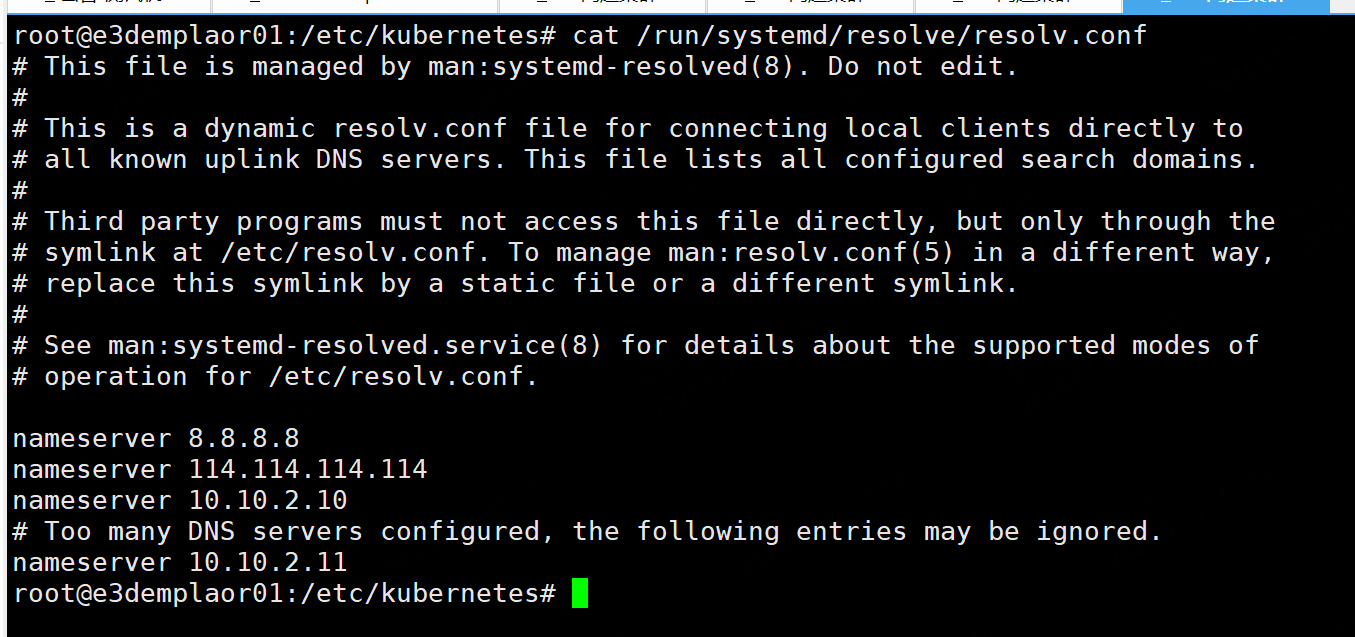 root@e3demplaor01:/etc/kubernetes# cat /run/systemd/resolve/resolv.conf
# This file is managed by man:systemd-resolved(8). Do not edit.
#
# This is a dynamic resolv.conf file for connecting local clients directly to
# all known uplink DNS servers. This file lists all configured search domains.
#
# Third party programs must not access this file directly, but only through the
# symlink at /etc/resolv.conf. To manage man:resolv.conf(5) in a different way,
# replace this symlink by a static file or a different symlink.
#
# See man:systemd-resolved.service(8) for details about the supported modes of
# operation for /etc/resolv.conf.

nameserver 8.8.8.8
nameserver 114.114.114.114
nameserver 10.10.2.10
# Too many DNS servers configured, the following entries may be ignored.
nameserver 10.10.2.11
root@e3demplaor01:/etc/kubernetes#